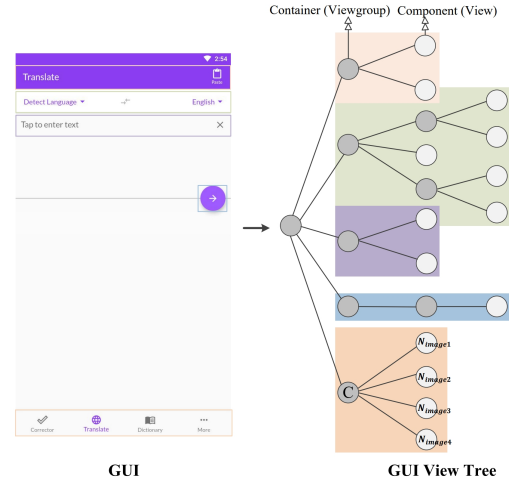 Container (Viewgroup) Component (View)
2:54
Translate
Paste
Detect Language
English
Tap to enter text
Corrector
Translate
Dictionary
More
N_image1
N_image2
C
N_image3
N_image4
GUI
GUI View Tree